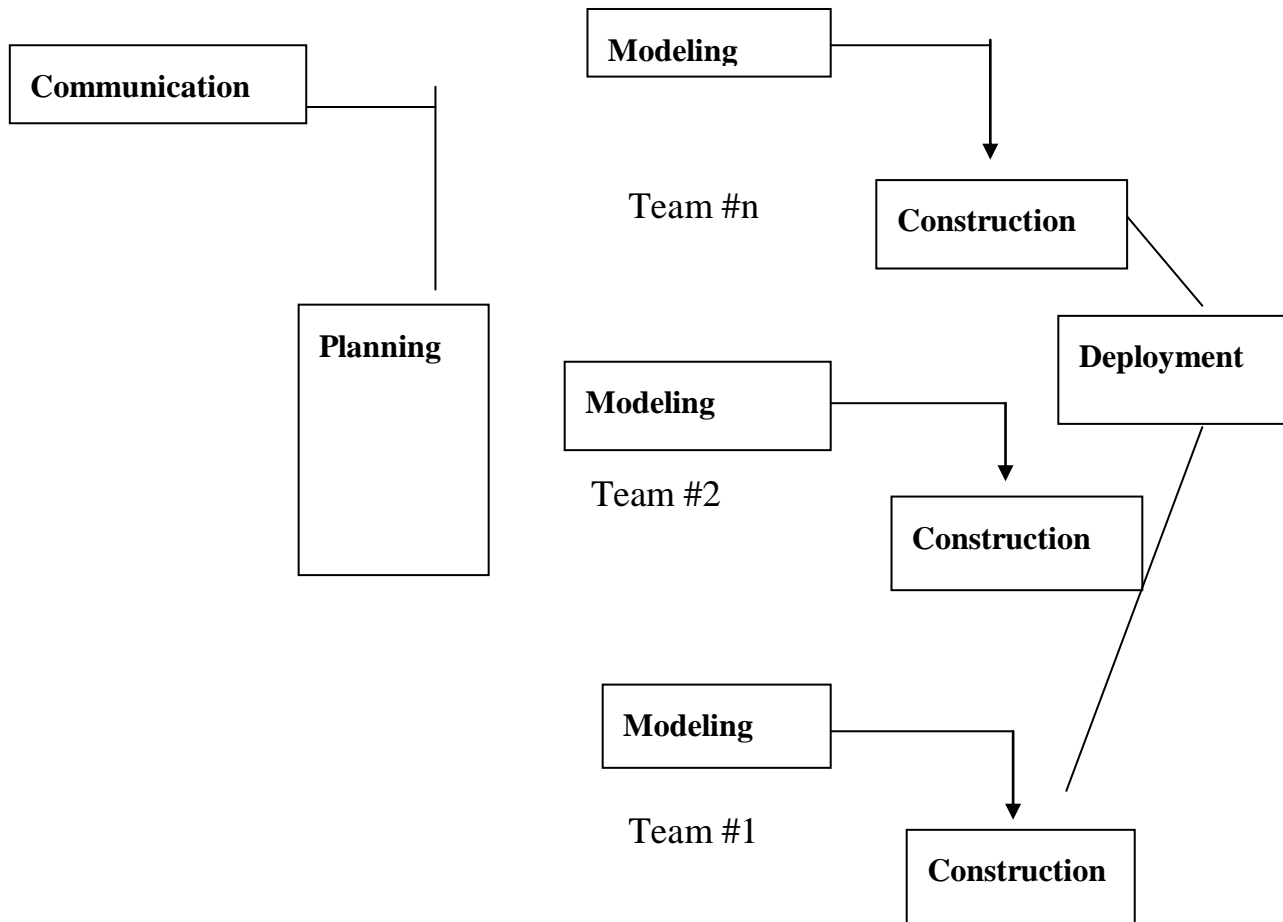 Modeling
Communication
Team #n
Construction
Planning
Deployment
Modeling
Team #2
Construction
Modeling
Team #1
Construction